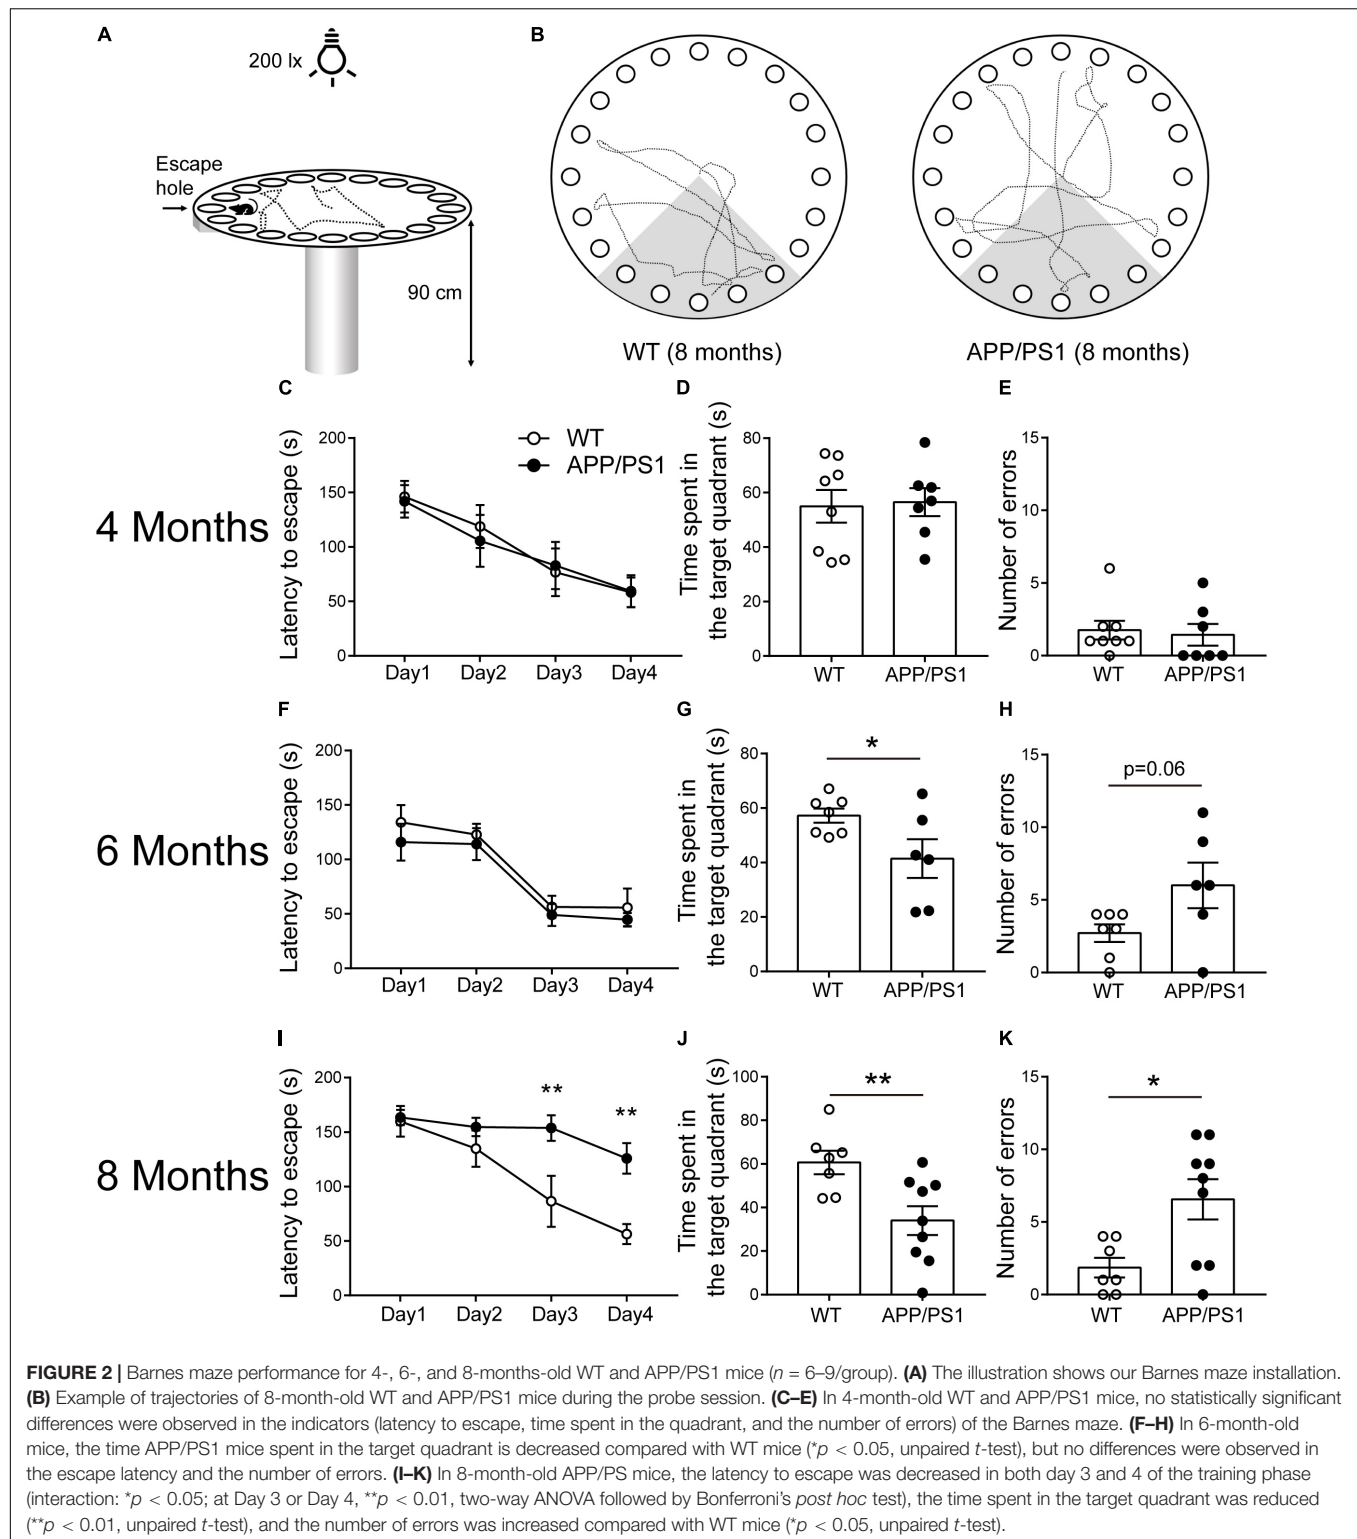 A
200 lx
Escape
hole
90 cm
B
WT (8 months)
APP/PS1 (8 months)
4 Months
C
Latency to escape (s)
200
150
100
50
0
WT
APP/PS1
Day1 Day2 Day3 Day4
D
Time spent in
the target quadrant (s)
80
60
40
20
0
WT APP/PS1
E
Number of errors
15
10
5
0
WT APP/PS1
6 Months
F
Latency to escape (s)
200
150
100
50
0
Day1 Day2 Day3 Day4
G
Time spent in
the target quadrant (s)
80
60
40
20
0
*
WT APP/PS1
H
Number of errors
15
10
5
0
p=0.06
WT APP/PS1
8 Months
I
Latency to escape (s)
200
150
100
50
0
**
**
Day1 Day2 Day3 Day4
J
Time spent in
the target quadrant (s)
100
80
60
40
20
0
**
WT APP/PS1
K
Number of errors
15
10
5
0
*
WT APP/PS1
FIGURE 2 | Barnes maze performance for 4-, 6-, and 8-months-old WT and APP/PS1 mice (n = 6–9/group). (A) The illustration shows our Barnes maze installation.
(B) Example of trajectories of 8-month-old WT and APP/PS1 mice during the probe session. (C–E) In 4-month-old WT and APP/PS1 mice, no statistically significant
differences were observed in the indicators (latency to escape, time spent in the quadrant, and the number of errors) of the Barnes maze. (F–H) In 6-month-old
mice, the time APP/PS1 mice spent in the target quadrant is decreased compared with WT mice (*p < 0.05, unpaired t-test), but no differences were observed in
the escape latency and the number of errors. (I–K) In 8-month-old APP/PS mice, the latency to escape was decreased in both day 3 and 4 of the training phase
(interaction: *p < 0.05; at Day 3 or Day 4, **p < 0.01, two-way ANOVA followed by Bonferroni's post hoc test), the time spent in the target quadrant was reduced
(**p < 0.01, unpaired t-test), and the number of errors was increased compared with WT mice (*p < 0.05, unpaired t-test).